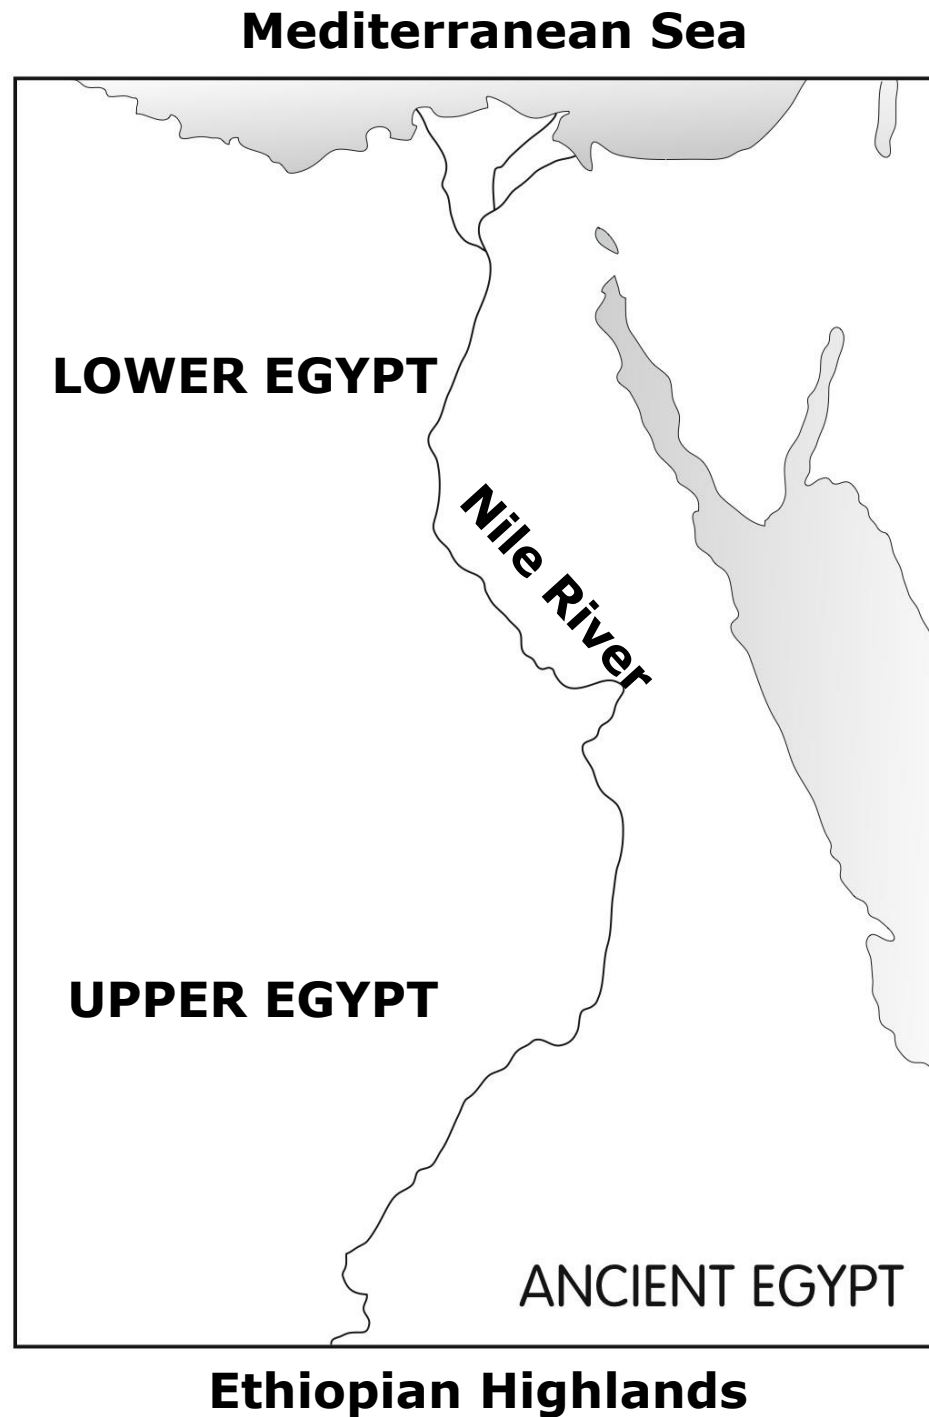 Mediterranean Sea
LOWER EGYPT
Nile River
UPPER EGYPT
ANCIENT EGYPT
Ethiopian Highlands